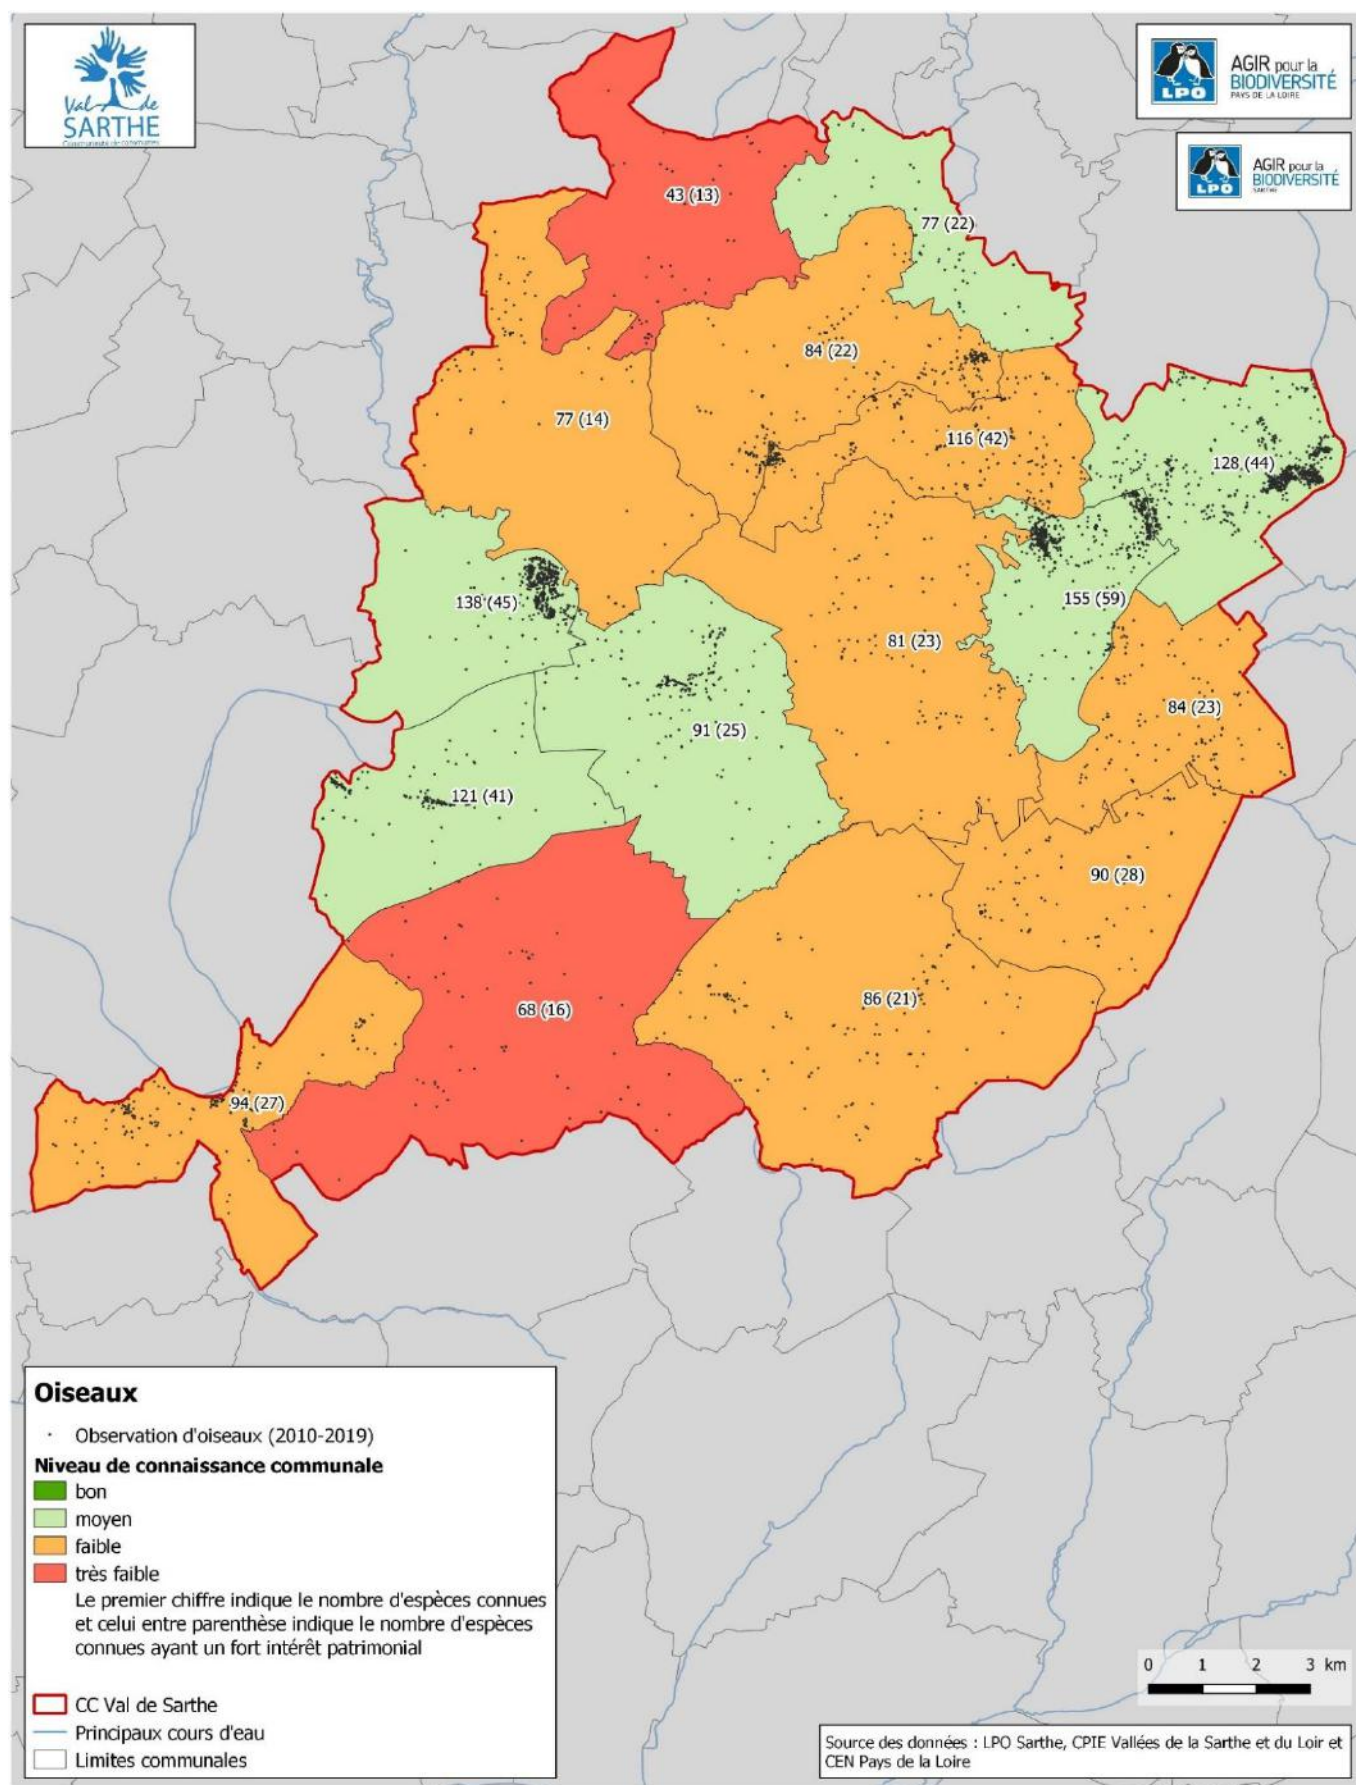 Val de
SARTHE
Communauté de communes
LPO
AGIR pour la
BIODIVERSITÉ
PAYS DE LA LOIRE
LPO
AGIR pour la
BIODIVERSITÉ
SARTHE
43 (13)
77 (22)
84 (22)
77 (14)
116 (42)
128 (44)
138 (45)
155 (59)
81 (23)
84 (23)
91 (25)
121 (41)
90 (28)
86 (21)
68 (16)
94 (27)
Oiseaux
Observation d'oiseaux (2010-2019)
Niveau de connaissance communale
bon
moyen
faible
très faible
Le premier chiffre indique le nombre d'espèces connues
et celui entre parenthèse indique le nombre d'espèces
connues ayant un fort intérêt patrimonial
CC Val de Sarthe
Principaux cours d'eau
Limites communales
0 1 2 3 km
Source des données : LPO Sarthe, CPIE Vallées de la Sarthe et du Loir et
CEN Pays de la Loire